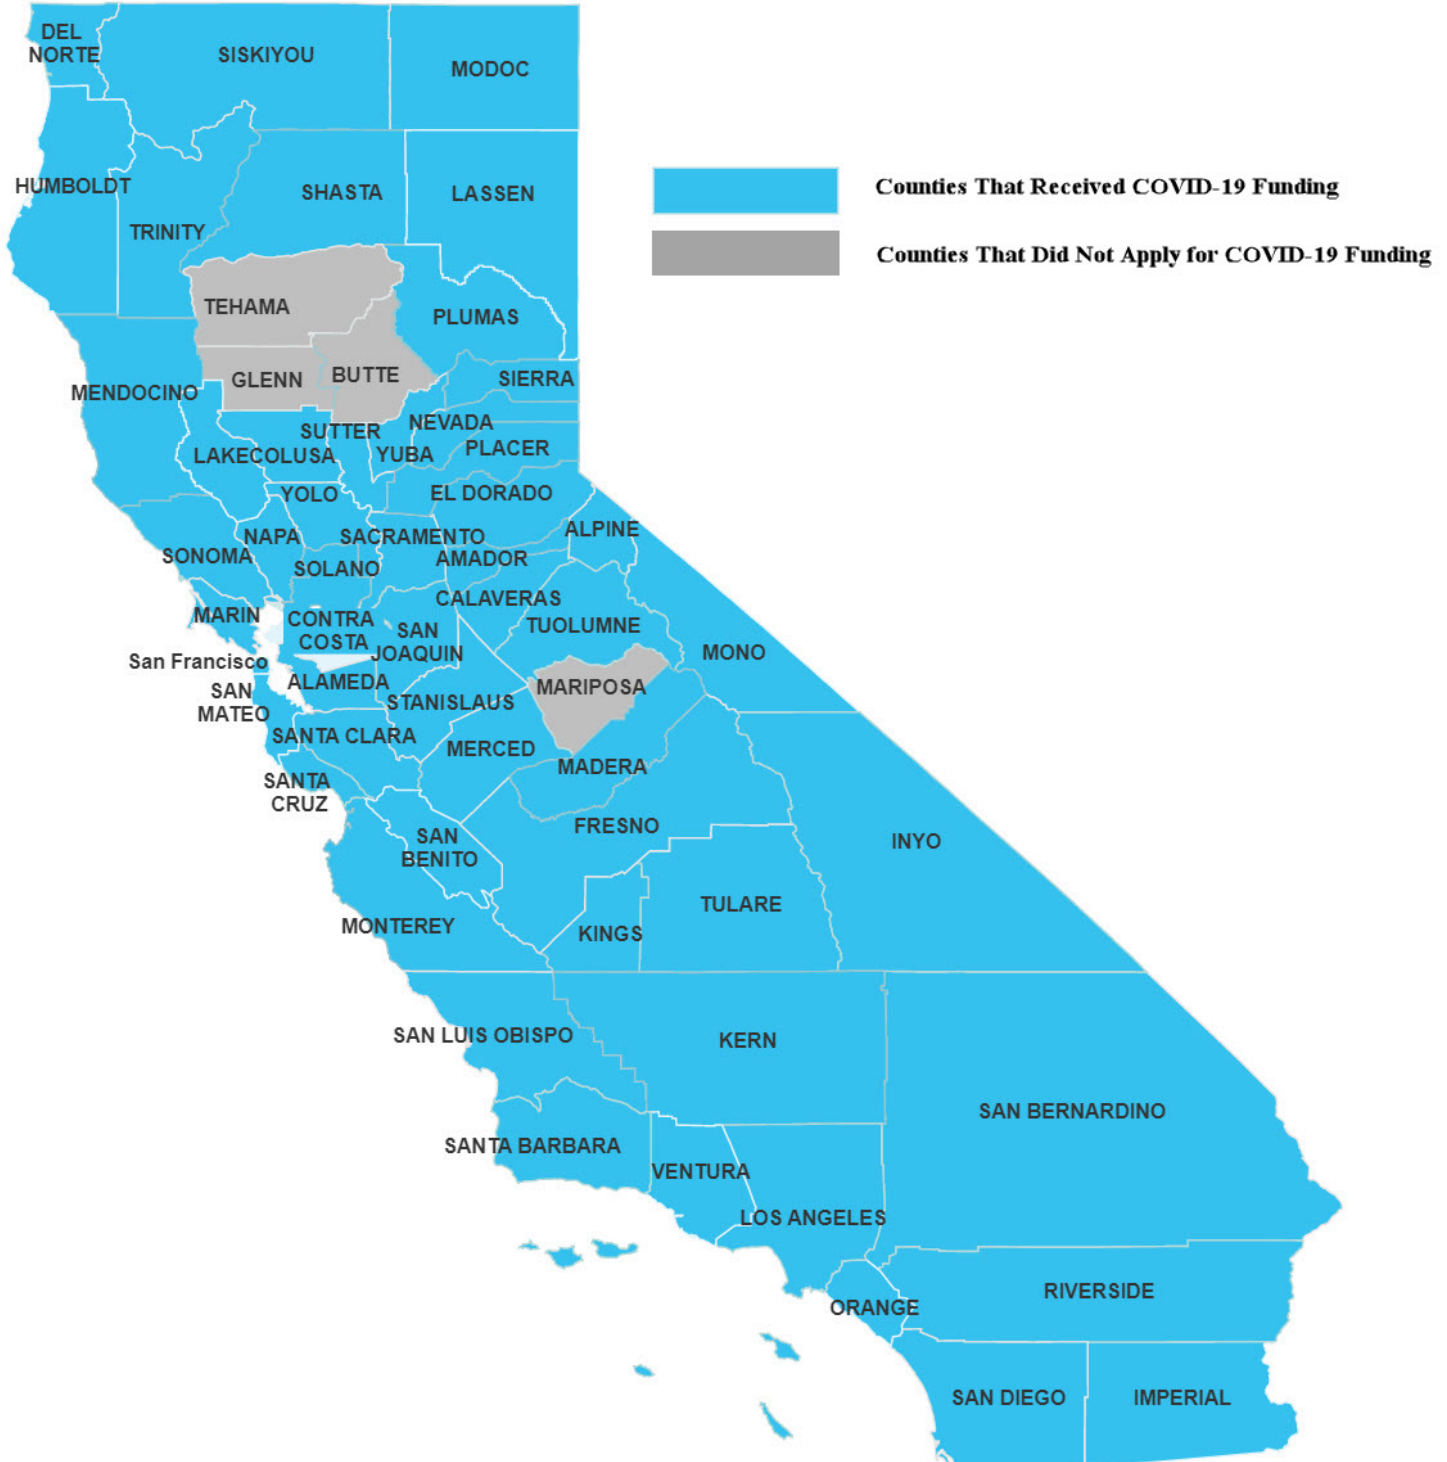 DEL
NORTE
SISKIYOU
MODOC
HUMBOLDT
TRINITY
SHASTA
LASSEN
Counties That Received COVID-19 Funding
Counties That Did Not Apply for COVID-19 Funding
TEHAMA
PLUMAS
GLENN
BUTTE
SIERRA
MENDOCINO
NEVADA
SUTTER
LAKE
COLUSA
YUBA
PLACER
YOLO
EL DORADO
NAPA
SACRAMENTO
ALPINE
SONOMA
SOLANO
AMADOR
MARIN
CONTRA
COSTA
CALAVERAS
SAN
JOAQUIN
TUOLUMNE
MONO
San Francisco
SAN
MATEO
ALAMEDA
STANISLAUS
MARIPOSA
SANTA CLARA
MERCED
MADERA
SANTA
CRUZ
SAN
BENITO
FRESNO
INYO
MONTEREY
KINGS
TULARE
SAN LUIS OBISPO
KERN
SAN BERNARDINO
SANTA BARBARA
VENTURA
LOS ANGELES
ORANGE
RIVERSIDE
SAN DIEGO
IMPERIAL